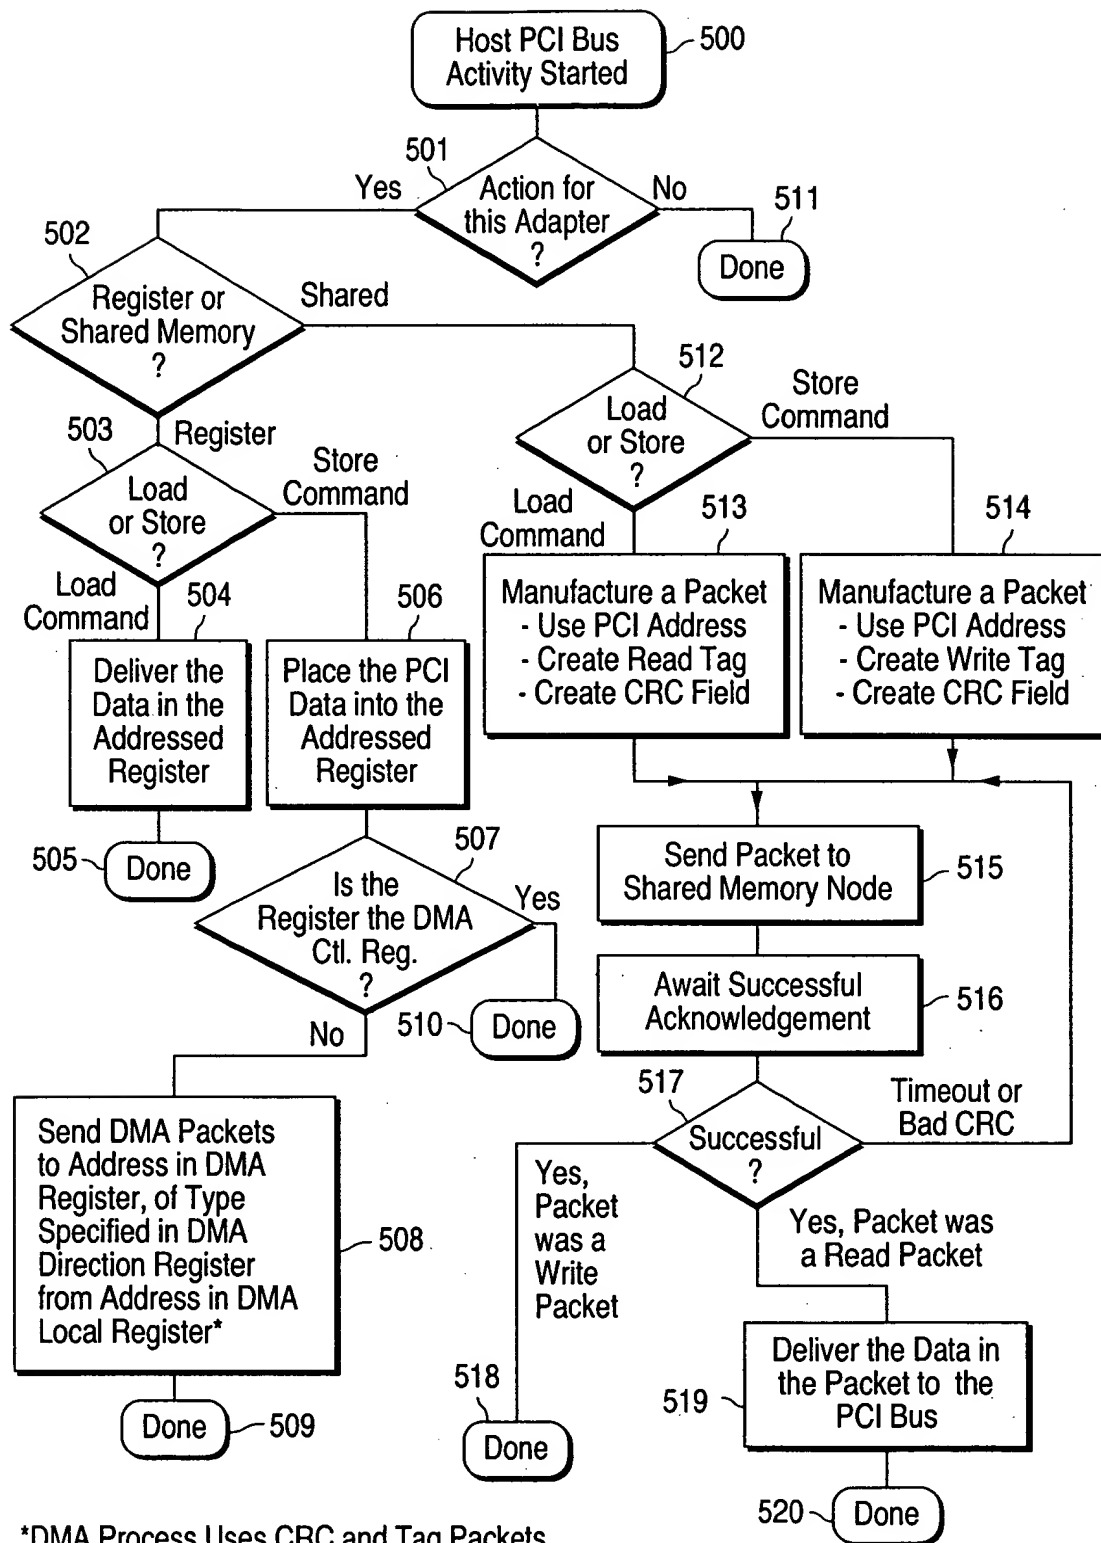 Host PCI Bus
Activity Started
500
501
Action for
this Adapter
?
Yes
No
511
Done
502
Register or
Shared Memory
?
Shared
Register
512
Load
or Store
?
Store
Command
Load
Command
503
Load
or Store
?
Store
Command
Load
Command
504
Deliver the
Data in the
Addressed
Register
505
Done
506
Place the PCI
Data into the
Addressed
Register
507
Is the
Register the DMA
Ctl. Reg.
?
Yes
510
Done
No
Send DMA Packets
to Address in DMA
Register, of Type
Specified in DMA
Direction Register
from Address in DMA
Local Register*
508
Done
509
513
Manufacture a Packet
- Use PCI Address
- Create Read Tag
- Create CRC Field
514
Manufacture a Packet
- Use PCI Address
- Create Write Tag
- Create CRC Field
Send Packet to
Shared Memory Node
515
Await Successful
Acknowledgement
516
517
Successful
?
Timeout or
Bad CRC
Yes,
Packet
was a
Write
Packet
Yes, Packet was
a Read Packet
518
Done
519
Deliver the Data in
the Packet to the
PCI Bus
520
Done
*DMA Process Uses CRC and Tag Packets